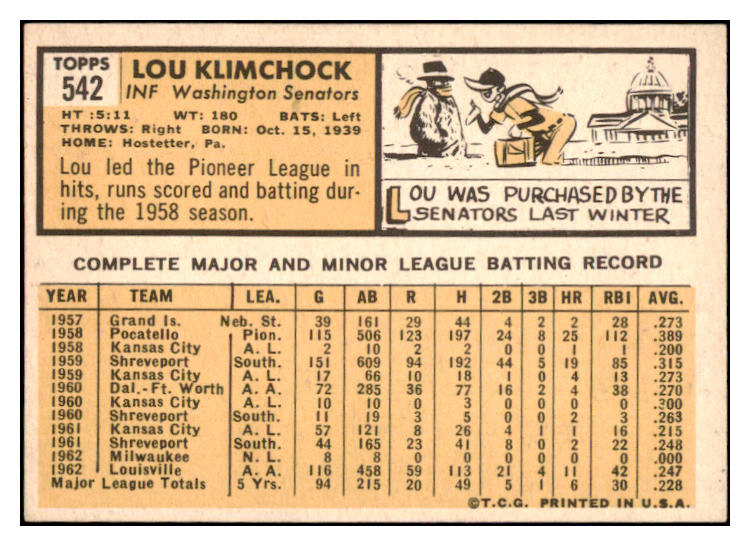 TOPPS
542
LOU KLIMCHOCK
INF Washington Senators
HT :5:11 WT: 180 BATS: Left
THROWS: Right BORN: Oct. 15, 1939
HOME: Hostetter, Pa.
Lou led the Pioneer League in
hits, runs scored and batting dur-
ing the 1958 season.
LOU WAS PURCHASED BY THE
SENATORS LAST WINTER
COMPLETE MAJOR AND MINOR LEAGUE BATTING RECORD
YEAR TEAM LEA. G AB R H 2B 3B HR RBI AVG.
1957 Grand Is. Neb. St. 39 161 29 44 4 2 2 28 .273
1958 Pocatello Pion. 115 506 123 197 24 8 25 112 .389
1958 Kansas City A. L. 2 10 2 2 0 0 1 1 .200
1959 Shreveport South. 151 609 94 192 44 5 19 85 .315
1959 Kansas City A. L. 17 66 10 18 1 0 4 13 .273
1960 Dal.-Ft. Worth A. A. 72 285 36 77 16 2 4 38 .270
1960 Kansas City A. L. 10 10 0 3 0 0 0 0 .300
1960 Shreveport South. 11 19 3 5 0 0 0 3 .263
1961 Kansas City A. L. 57 121 8 26 4 1 1 16 .215
1961 Shreveport South. 44 165 23 41 8 0 2 22 .248
1962 Milwaukee N. L. 8 8 0 0 0 0 0 0 .000
1962 Louisville A. A. 116 458 59 113 21 4 11 42 .247
Major League Totals 5 Yrs. 94 215 20 49 5 1 6 30 .228
©T.C.G. PRINTED IN U.S.A.